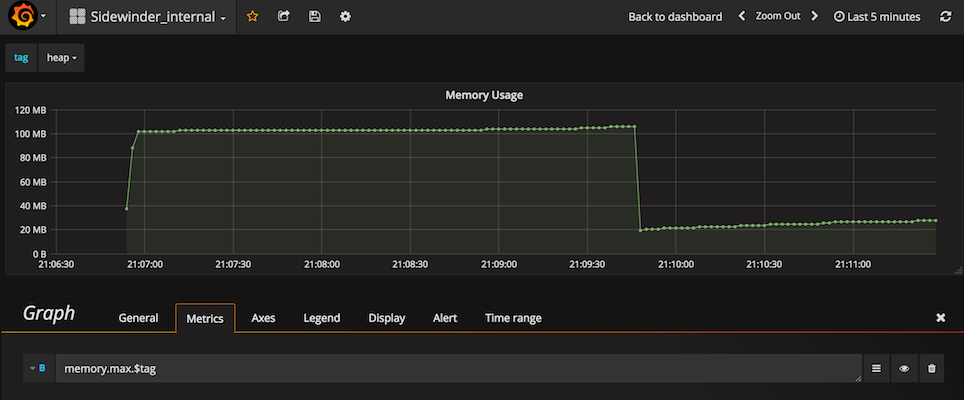 Sidewinder_internal
Back to dashboard Zoom Out Last 5 minutes
tag heap
Memory Usage
120 MB
100 MB
80 MB
60 MB
40 MB
20 MB
0 B
21:06:30 21:07:00 21:07:30 21:08:00 21:08:30 21:09:00 21:09:30 21:10:00 21:10:30 21:11:00
Graph General Metrics Axes Legend Display Alert Time range
B memory.max.$tag